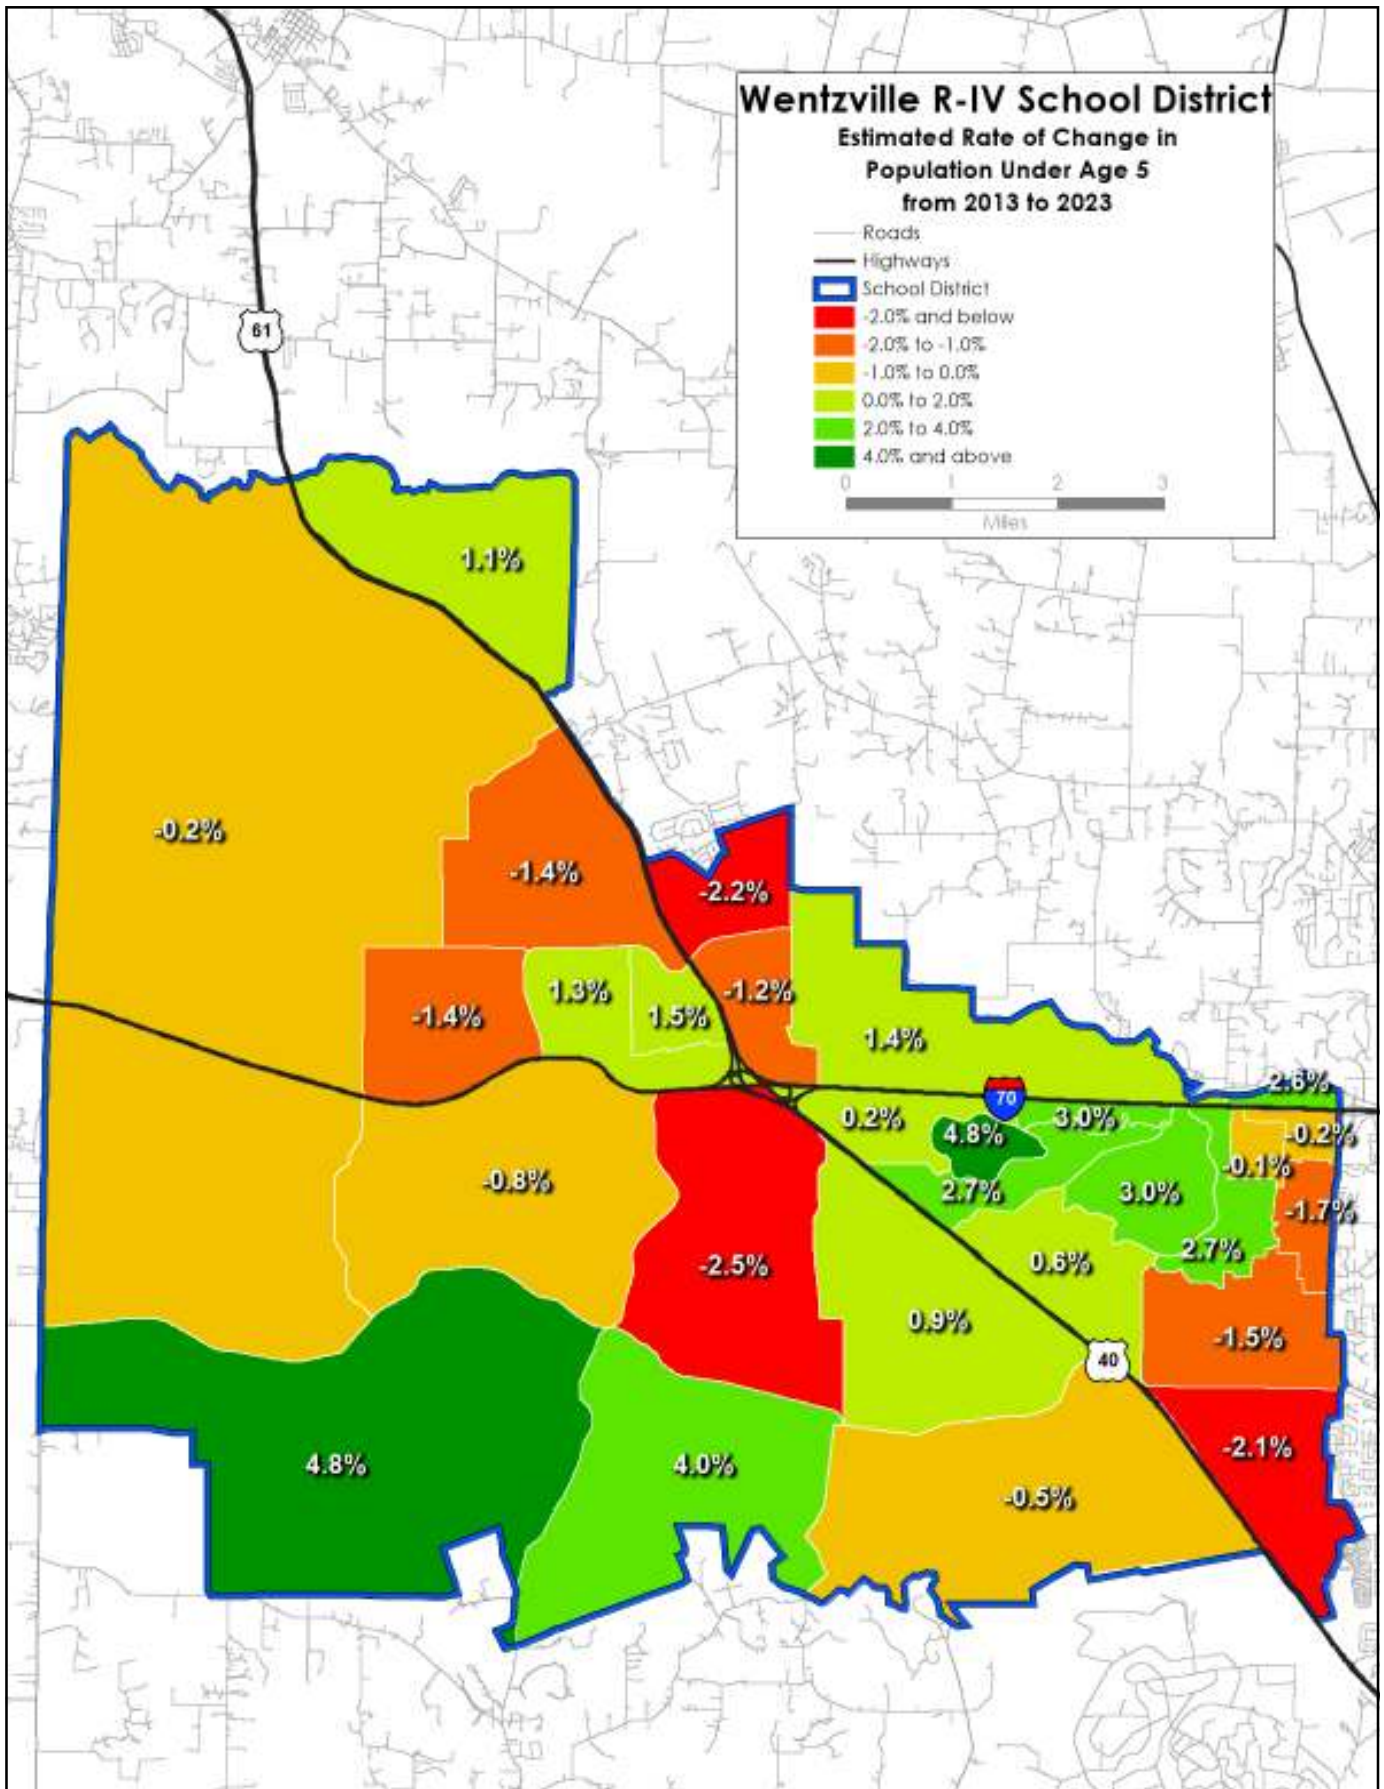 Wentzville R-IV School District
Estimated Rate of Change in
Population Under Age 5
from 2013 to 2023
Roads
Highways
School District
-2.0% and below
-2.0% to -1.0%
-1.0% to 0.0%
0.0% to 2.0%
2.0% to 4.0%
4.0% and above
0 1 2 3
Miles
61
1.1%
-0.2%
-1.4%
-2.2%
-1.4%
1.3%
1.5%
-1.2%
1.4%
2.6%
70
0.2%
4.8%
3.0%
-0.2%
-0.1%
-0.8%
2.7%
3.0%
-1.7%
2.7%
-2.5%
0.6%
0.9%
-1.5%
40
4.8%
4.0%
-2.1%
-0.5%